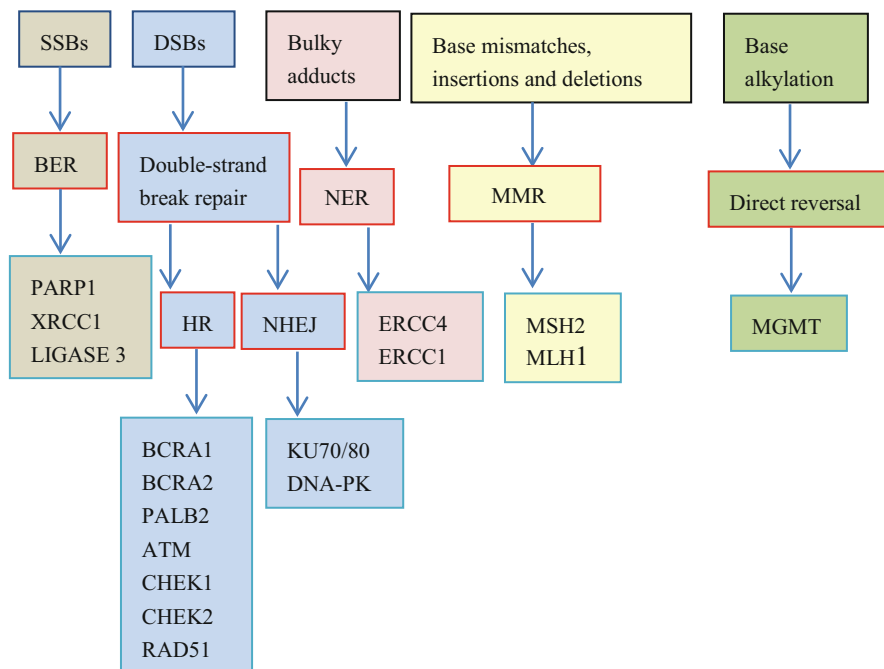 SSBs
DSBs
Bulky
adducts
Base mismatches,
insertions and deletions
Base
alkylation
BER
Double-strand
break repair
NER
MMR
Direct reversal
PARP1
XRCC1
LIGASE 3
HR
NHEJ
ERCC4
ERCC1
MSH2
MLH1
MGMT
BCRA1
BCRA2
PALB2
ATM
CHEK1
CHEK2
RAD51
KU70/80
DNA-PK